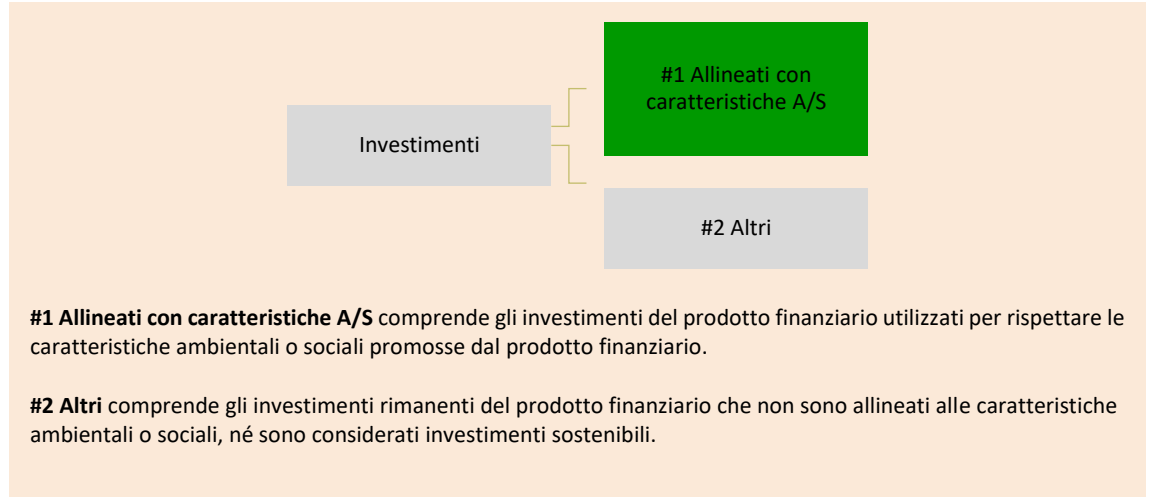 #1 Allineati con
caratteristiche A/S
Investimenti
#2 Altri
#1 Allineati con caratteristiche A/S comprende gli investimenti del prodotto finanziario utilizzati per rispettare le
caratteristiche ambientali o sociali promosse dal prodotto finanziario.
#2 Altri comprende gli investimenti rimanenti del prodotto finanziario che non sono allineati alle caratteristiche
ambientali o sociali, né sono considerati investimenti sostenibili.